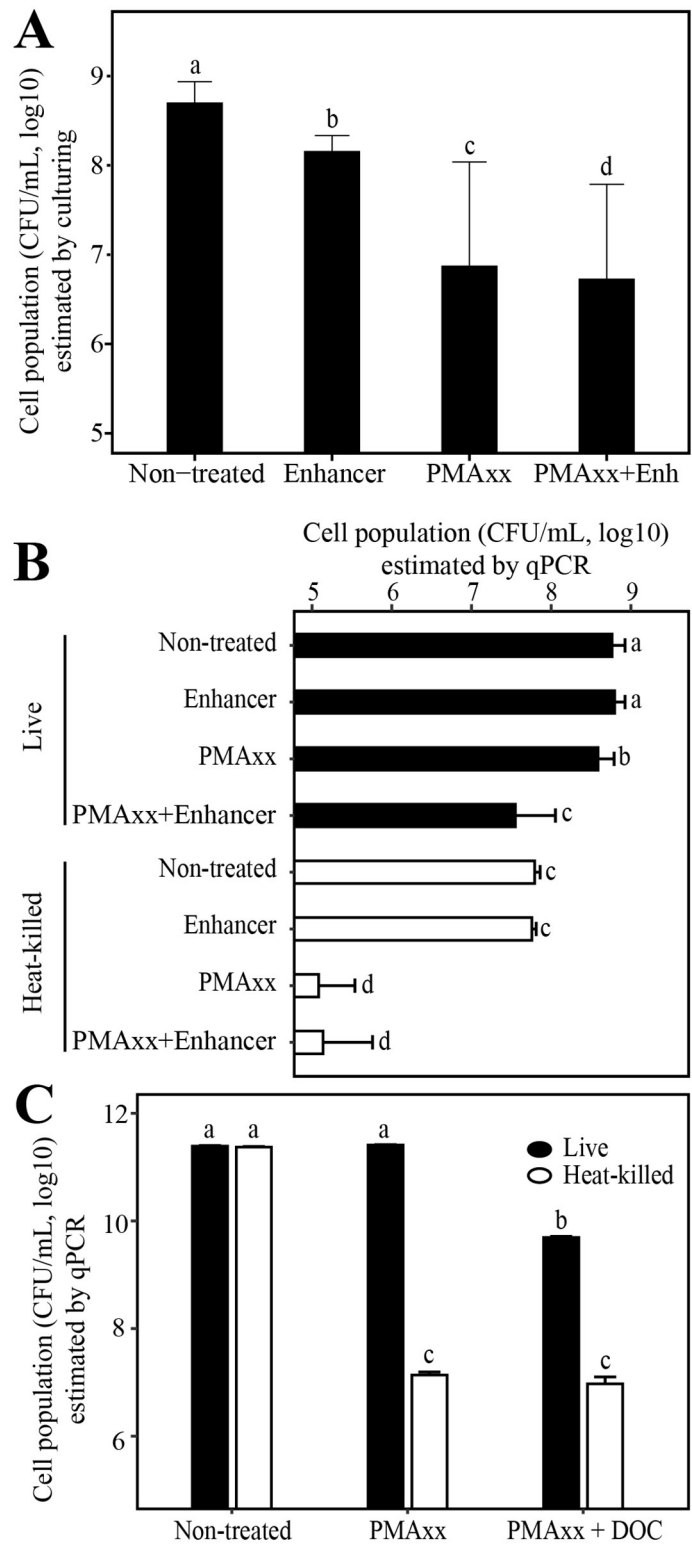 A
Cell population (CFU/mL, log10)
estimated by culturing
9
8
7
6
5
a
b
c
d
Non−treated
Enhancer
PMAxx
PMAxx+Enh
B
Cell population (CFU/mL, log10)
estimated by qPCR
5 6 7 8 9
Live
Non-treated a
Enhancer a
PMAxx b
PMAxx+Enhancer c
Heat-killed
Non-treated c
Enhancer c
PMAxx d
PMAxx+Enhancer d
C
Cell population (CFU/mL, log10)
estimated by qPCR
12
10
8
6
a a a
b
c c
Live
Heat-killed
Non-treated
PMAxx
PMAxx + DOC